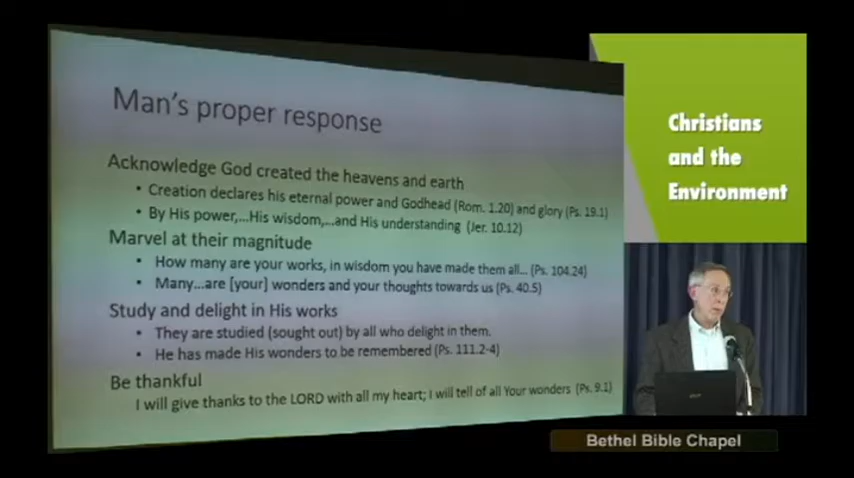 Man's proper response
Acknowledge God created the heavens and earth
• Creation declares his eternal power and Godhead (Rom. 1.20) and glory (Ps. 19.1)
• By His power,...His wisdom,...and His understanding (Jer. 10.12)
Marvel at their magnitude
• How many are your works, in wisdom you have made them all... (Ps. 104.24)
• Many...are [your] wonders and your thoughts towards us (Ps. 40.5)
Study and delight in His works
• They are studied (sought out) by all who delight in them.
• He has made His wonders to be remembered (Ps. 111.2-4)
Be thankful
I will give thanks to the LORD with all my heart; I will tell of all Your wonders (Ps. 9.1)
Christians
and the
Environment
Bethel Bible Chapel